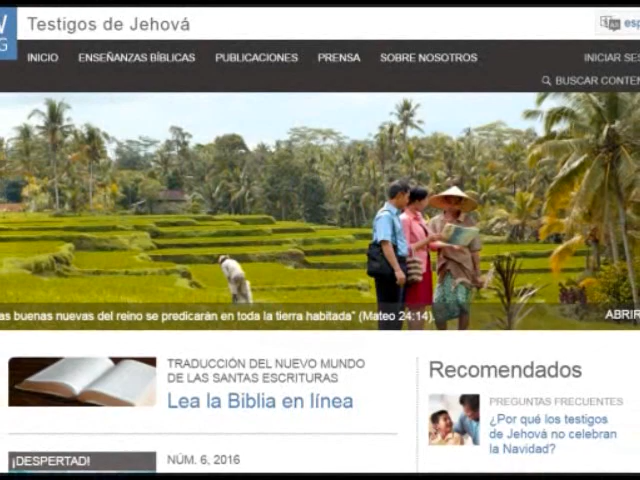 W
G
Testigos de Jehová
INICIO ENSEÑANZAS BÍBLICAS PUBLICACIONES PRENSA SOBRE NOSOTROS
INICIAR SES
BUSCAR CONTEN
as buenas nuevas del reino se predicarán en toda la tierra habitada” (Mateo 24:14).
ABRIR
TRADUCCIÓN DEL NUEVO MUNDO
DE LAS SANTAS ESCRITURAS
Lea la Biblia en línea
¡DESPERTAD!
NÚM. 6, 2016
Recomendados
PREGUNTAS FRECUENTES
¿Por qué los testigos
de Jehová no celebran
la Navidad?